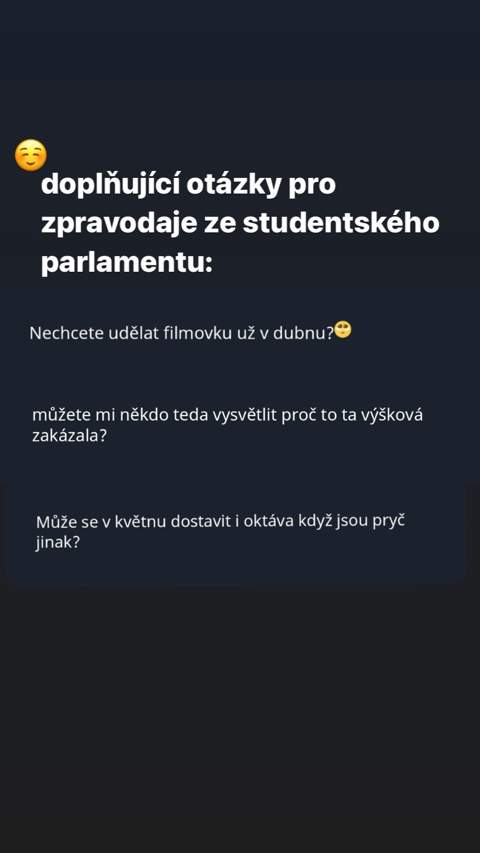 ☺️
doplňující otázky pro
zpravodaje ze studentského
parlamentu:
Nechcete udělat filmovku už v dubnu?🥺
můžete mi někdo teda vysvětlit proč to ta výšková
zakázala?
Může se v květnu dostavit i oktáva když jsou pryč
jinak?